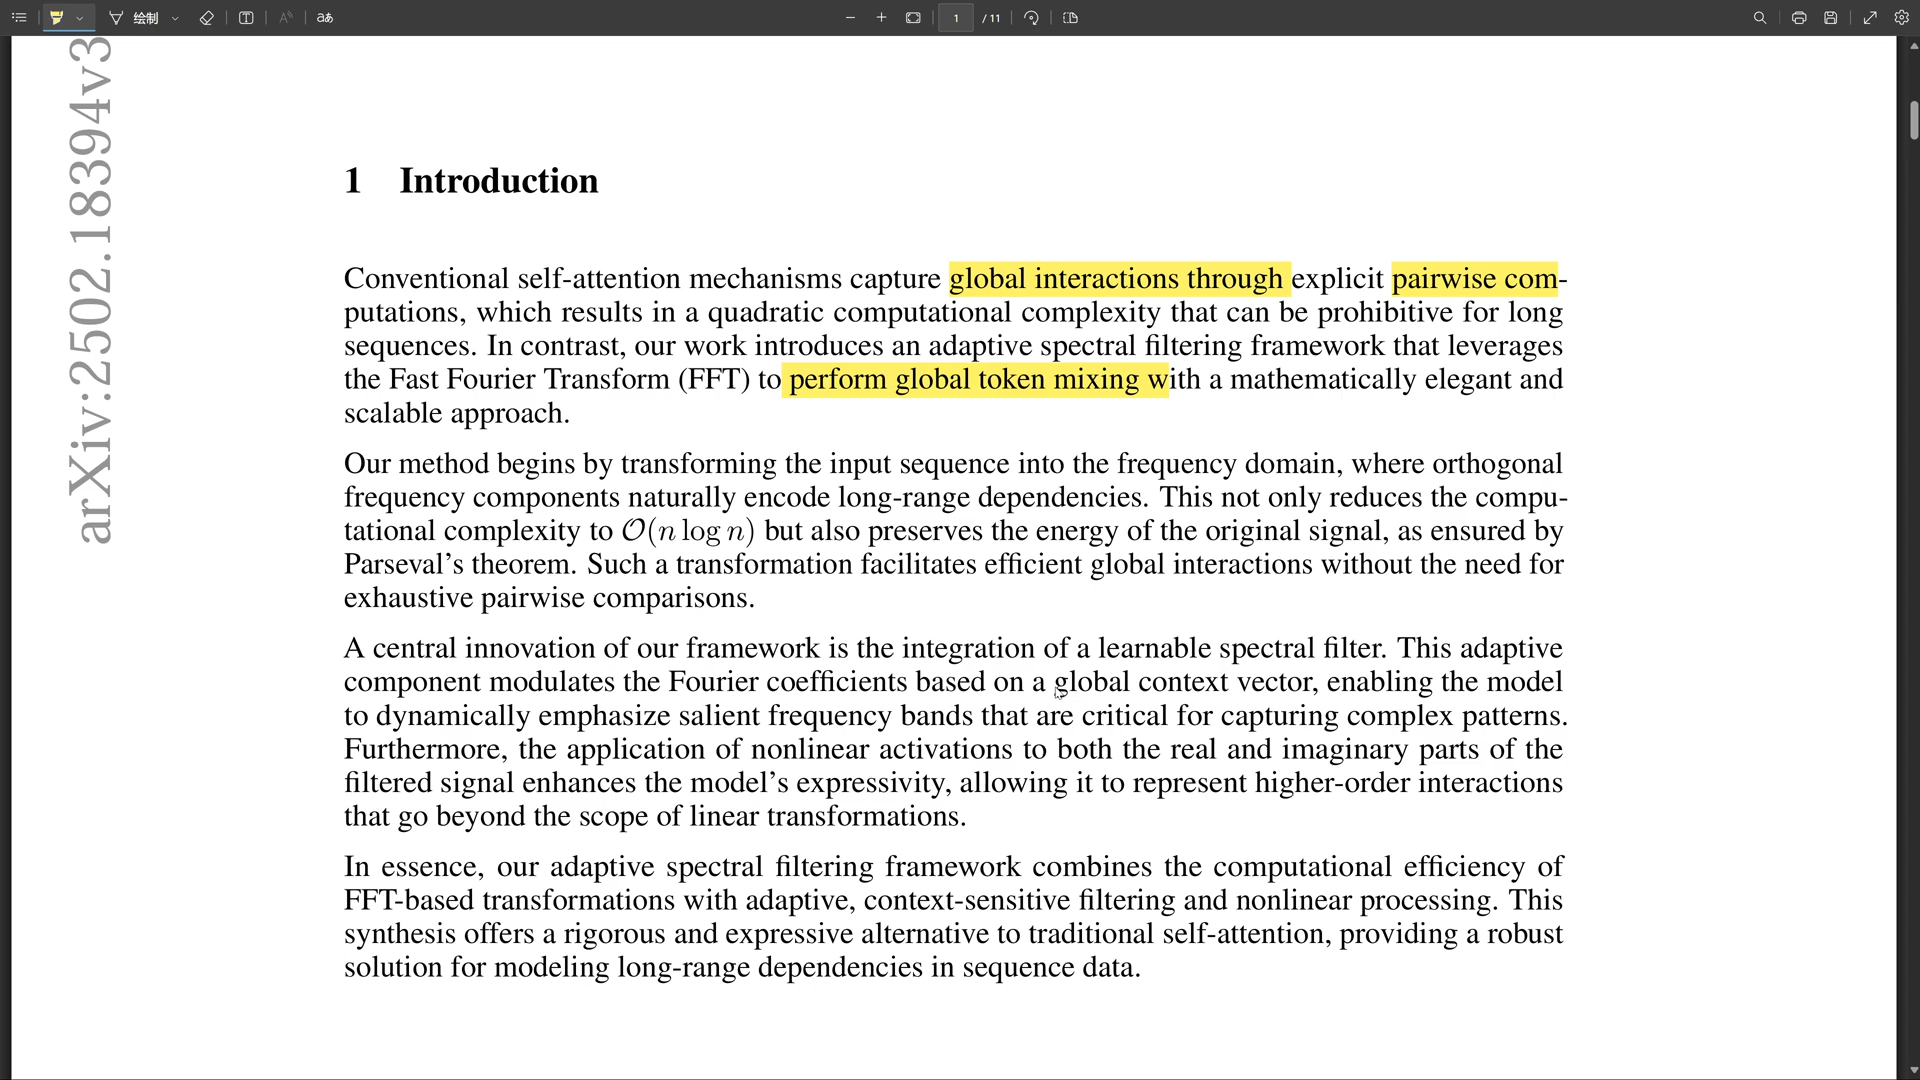 绘制
aあ
1 / 11
arXiv:2502.18394v3
1 Introduction
Conventional self-attention mechanisms capture global interactions through explicit pairwise com-
putations, which results in a quadratic computational complexity that can be prohibitive for long
sequences. In contrast, our work introduces an adaptive spectral filtering framework that leverages
the Fast Fourier Transform (FFT) to perform global token mixing with a mathematically elegant and
scalable approach.
Our method begins by transforming the input sequence into the frequency domain, where orthogonal
frequency components naturally encode long-range dependencies. This not only reduces the compu-
tational complexity to O(n log n) but also preserves the energy of the original signal, as ensured by
Parseval's theorem. Such a transformation facilitates efficient global interactions without the need for
exhaustive pairwise comparisons.
A central innovation of our framework is the integration of a learnable spectral filter. This adaptive
component modulates the Fourier coefficients based on a global context vector, enabling the model
to dynamically emphasize salient frequency bands that are critical for capturing complex patterns.
Furthermore, the application of nonlinear activations to both the real and imaginary parts of the
filtered signal enhances the model's expressivity, allowing it to represent higher-order interactions
that go beyond the scope of linear transformations.
In essence, our adaptive spectral filtering framework combines the computational efficiency of
FFT-based transformations with adaptive, context-sensitive filtering and nonlinear processing. This
synthesis offers a rigorous and expressive alternative to traditional self-attention, providing a robust
solution for modeling long-range dependencies in sequence data.